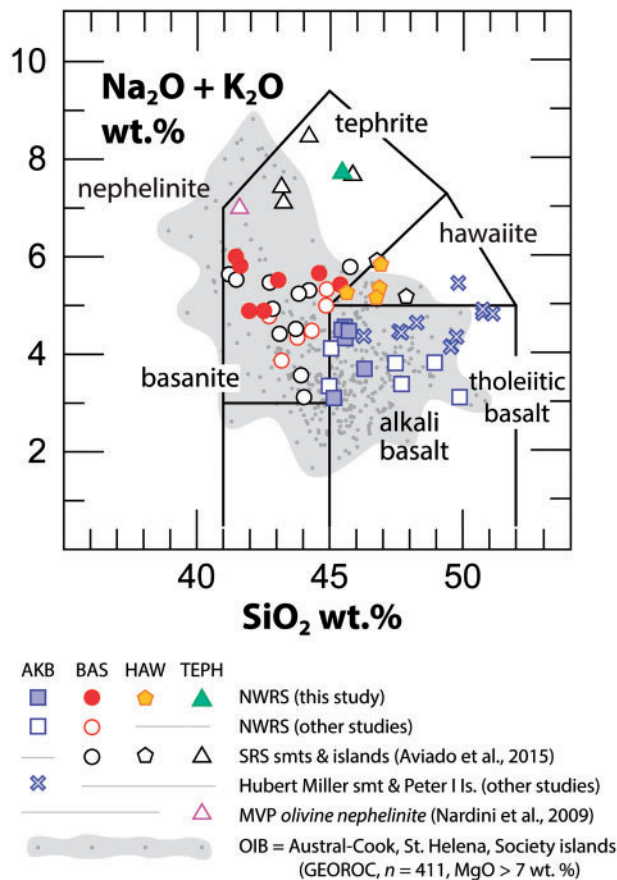 10
Na₂O + K₂O
wt.%
tephrite
8
nephelinite
hawaiite
6
4
basanite
tholeiitic
basalt
alkali
basalt
2
40 45 50
SiO₂ wt.%
AKB BAS HAW TEPH
NWRS (this study)
NWRS (other studies)
SRS smts & islands (Aviado et al., 2015)
Hubert Miller smt & Peter I Is. (other studies)
MVP olivine nephelinite (Nardini et al., 2009)
OIB = Austral-Cook, St. Helena, Society islands
(GEOROC, n = 411, MgO > 7 wt. %)